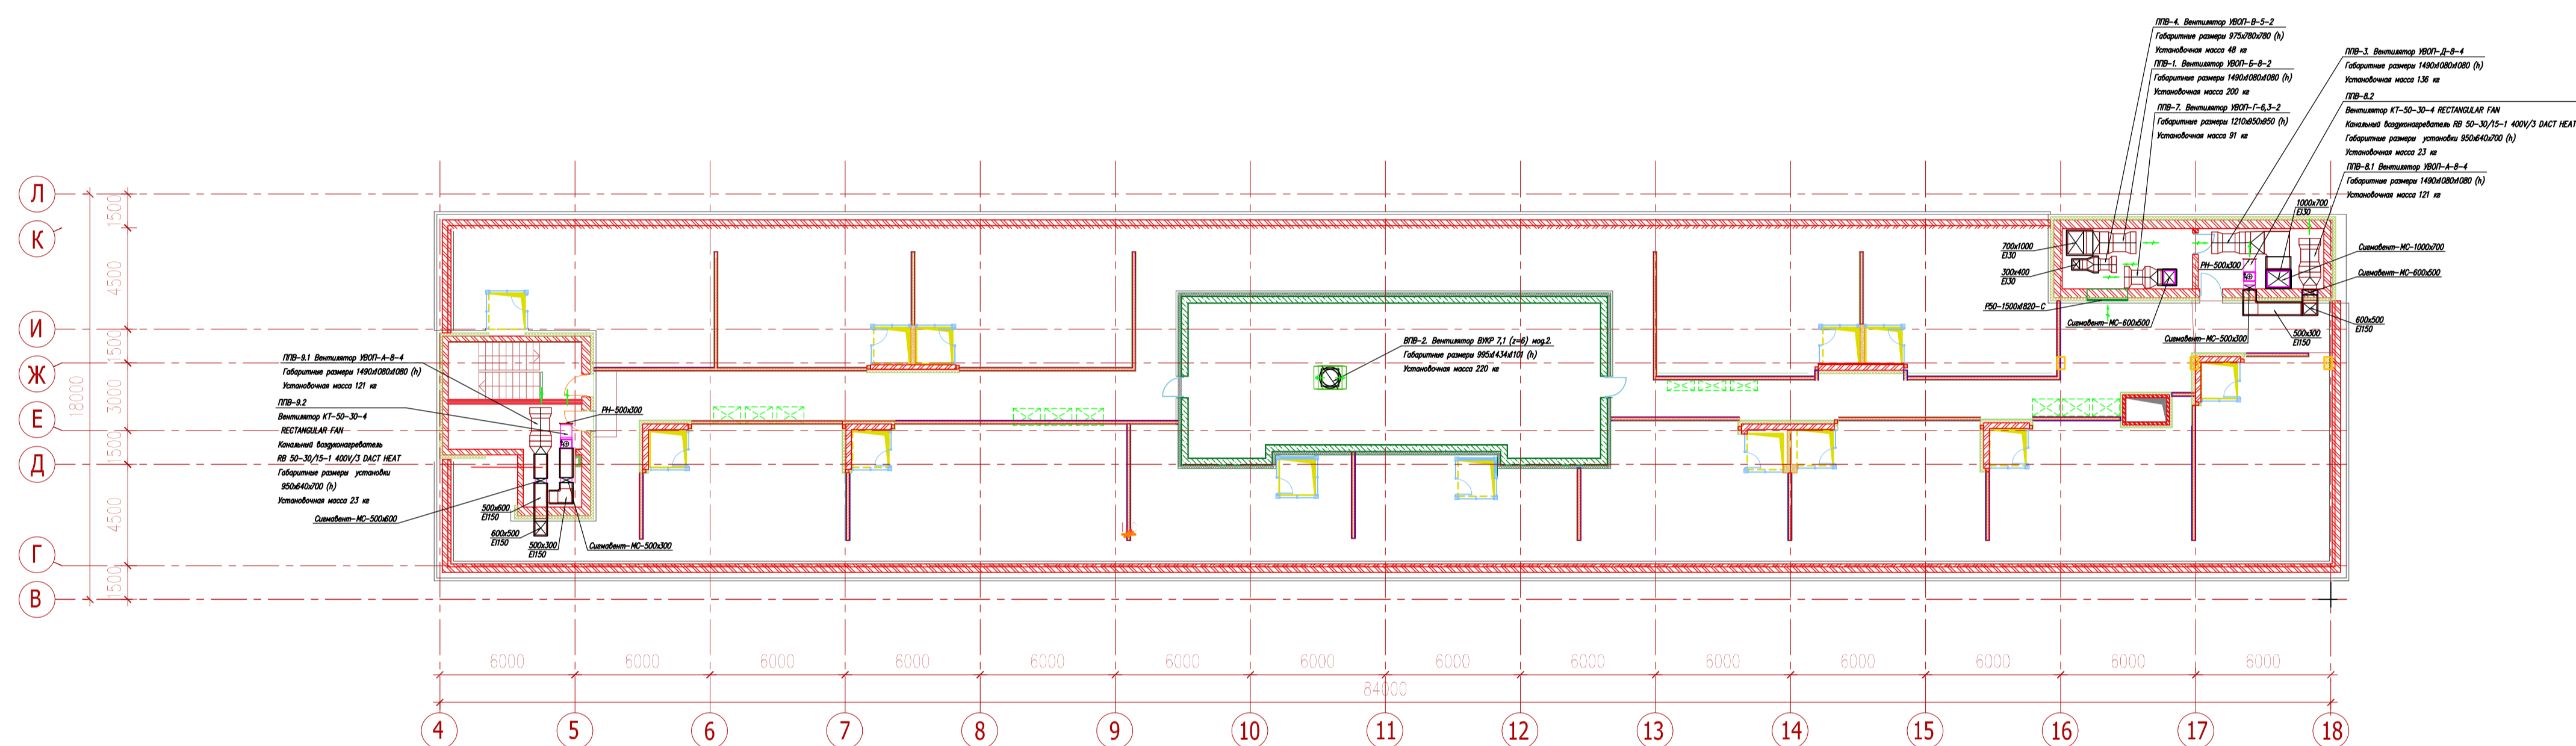 ППВ-4. Вентилятор УВОП-В-5-2
Габаритные размеры 975х780х780 (h)
Установочная масса 48 кг
ППВ-1. Вентилятор УВОП-Б-8-2
Габаритные размеры 1490х1080х1080 (h)
Установочная масса 200 кг
ППВ-7. Вентилятор УВОП-Г-6,3-2
Габаритные размеры 1210х850х850 (h)
Установочная масса 91 кг
ППВ-3. Вентилятор УВОП-Д-8-4
Габаритные размеры 1490х1080х1080 (h)
Установочная масса 136 кг
ППВ-8.2
Вентилятор КТ-50-30-4 RECTANGULAR FAN
Канальный воздухонагреватель RB 50-30/15-1 400V/3 DACT HEAT
Габаритные размеры установки 950х640х700 (h)
Установочная масса 23 кг
ППВ-8.1 Вентилятор УВОП-А-8-4
Габаритные размеры 1490х1080х1080 (h)
Установочная масса 121 кг
1000х700
EI30
700х1000
EI30
300х400
EI30
РН-500х300
Сигмавент-МС-1000х700
Сигмавент-МС-600х500
Р50-1500х1820-С
Сигмавент-МС-600х500
Сигмавент-МС-500х300
500х300
EI150
600х500
EI150
ВПВ-2. Вентилятор ВУКР 7,1 (z=6) мод.2.
Габаритные размеры 995х1434х1101 (h)
Установочная масса 220 кг
ППВ-9.1 Вентилятор УВОП-А-8-4
Габаритные размеры 1490х1080х1080 (h)
Установочная масса 121 кг
ППВ-9.2
Вентилятор КТ-50-30-4
RECTANGULAR FAN
Канальный воздухонагреватель
RB 50-30/15-1 400V/3 DACT HEAT
Габаритные размеры установки
950х640х700 (h)
Установочная масса 23 кг
РН-500х300
Сигмавент-МС-500х600
500х600
EI150
600х500
EI150
500х300
EI150
Сигмавент-МС-500х300
Л
К
И
Ж
Е
Д
Г
В
1500
4500
1500
3000
1500
4500
1500
18000
6000 6000 6000 6000 6000 6000 6000 6000 6000 6000 6000 6000 6000 6000
84000
4 5 6 7 8 9 10 11 12 13 14 15 16 17 18